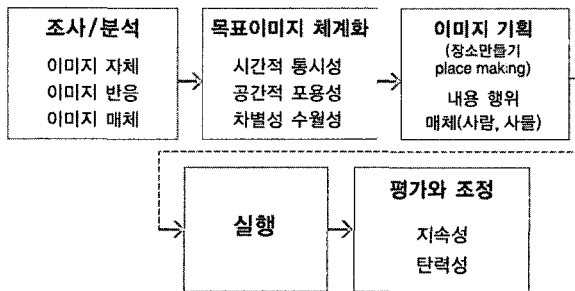 조사/분석
이미지 자체
이미지 반응
이미지 매체
목표이미지 체계화
시간적 통시성
공간적 포용성
차별성 수월성
이미지 기획
(장소만들기
place making)
내용 행위
매체(사람, 사물)
실행
평가와 조정
지속성
탄력성